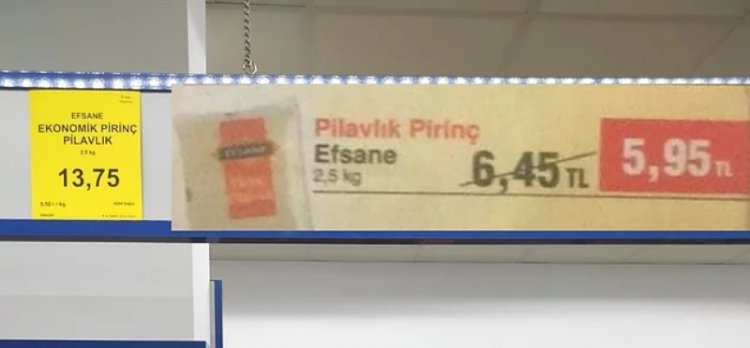 EFSANE
EKONOMİK PİRİNÇ
PİLAVLIK
2,5 kg
13,75
Pilavlık Pirinç
Efsane
2,5 kg
6,45 TL
5,95 TL
EFSANE